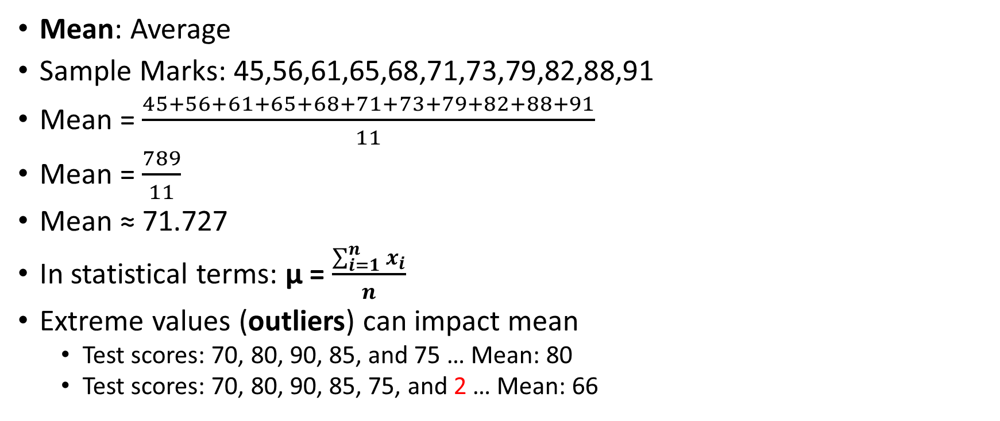 • Mean: Average
• Sample Marks: 45,56,61,65,68,71,73,79,82,88,91
• Mean = \frac{45+56+61+65+68+71+73+79+82+88+91}{11}
• Mean = \frac{789}{11}
• Mean ≈ 71.727
• In statistical terms: μ = \frac{\sum_{i=1}^{n} x_i}{n}
• Extreme values (outliers) can impact mean
• Test scores: 70, 80, 90, 85, and 75 … Mean: 80
• Test scores: 70, 80, 90, 85, 75, and 2 … Mean: 66